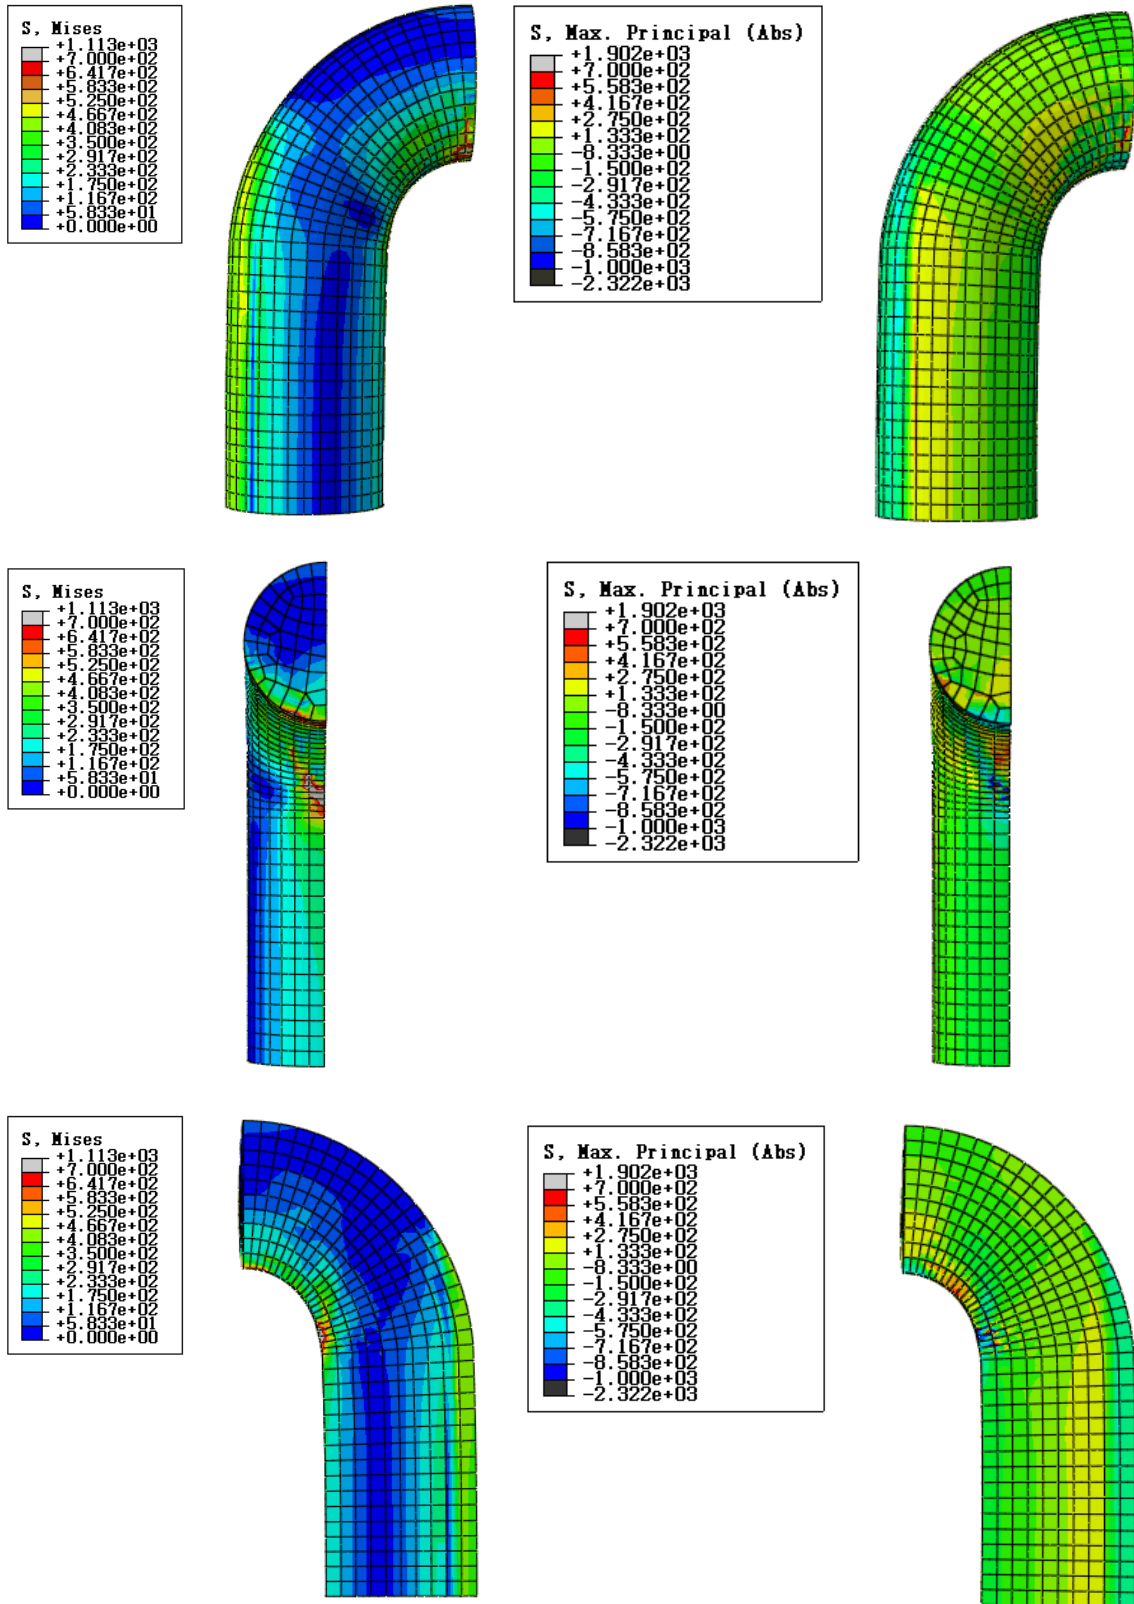 S, Mises
+1.113e+03
+7.000e+02
+6.417e+02
+5.833e+02
+5.250e+02
+4.667e+02
+4.083e+02
+3.500e+02
+2.917e+02
+2.333e+02
+1.750e+02
+1.167e+02
+5.833e+01
+0.000e+00
S, Max. Principal (Abs)
+1.902e+03
+7.000e+02
+5.583e+02
+4.167e+02
+2.750e+02
+1.333e+02
-8.333e+00
-1.500e+02
-2.917e+02
-4.333e+02
-5.750e+02
-7.167e+02
-8.583e+02
-1.000e+03
-2.322e+03
S, Mises
+1.113e+03
+7.000e+02
+6.417e+02
+5.833e+02
+5.250e+02
+4.667e+02
+4.083e+02
+3.500e+02
+2.917e+02
+2.333e+02
+1.750e+02
+1.167e+02
+5.833e+01
+0.000e+00
S, Max. Principal (Abs)
+1.902e+03
+7.000e+02
+5.583e+02
+4.167e+02
+2.750e+02
+1.333e+02
-8.333e+00
-1.500e+02
-2.917e+02
-4.333e+02
-5.750e+02
-7.167e+02
-8.583e+02
-1.000e+03
-2.322e+03
S, Mises
+1.113e+03
+7.000e+02
+6.417e+02
+5.833e+02
+5.250e+02
+4.667e+02
+4.083e+02
+3.500e+02
+2.917e+02
+2.333e+02
+1.750e+02
+1.167e+02
+5.833e+01
+0.000e+00
S, Max. Principal (Abs)
+1.902e+03
+7.000e+02
+5.583e+02
+4.167e+02
+2.750e+02
+1.333e+02
-8.333e+00
-1.500e+02
-2.917e+02
-4.333e+02
-5.750e+02
-7.167e+02
-8.583e+02
-1.000e+03
-2.322e+03